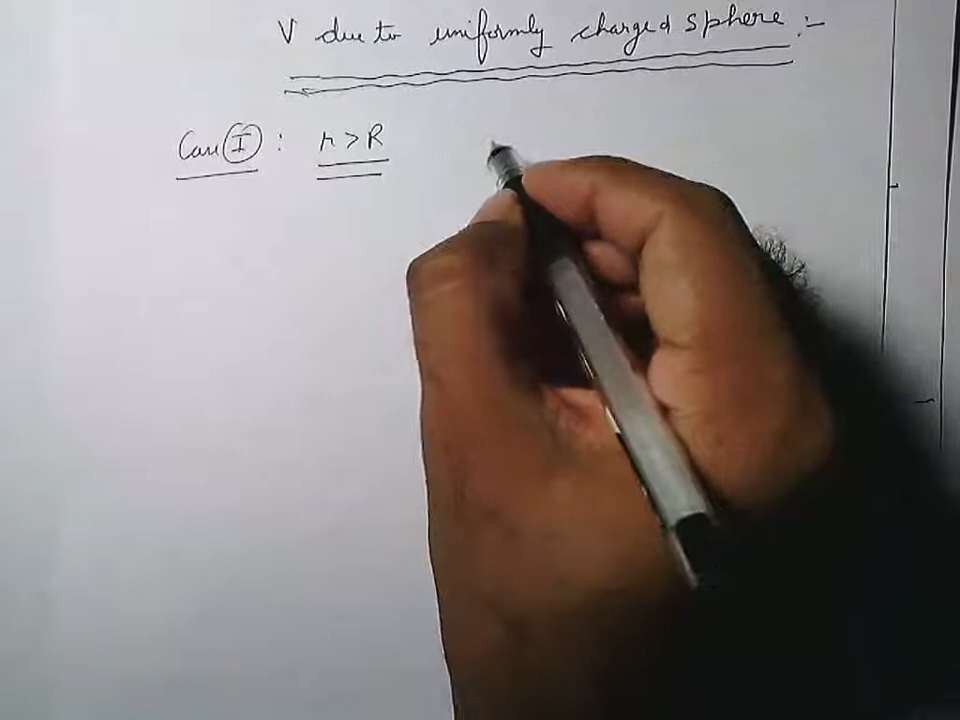 V due to uniformly charged sphere :-
Case I : r > R